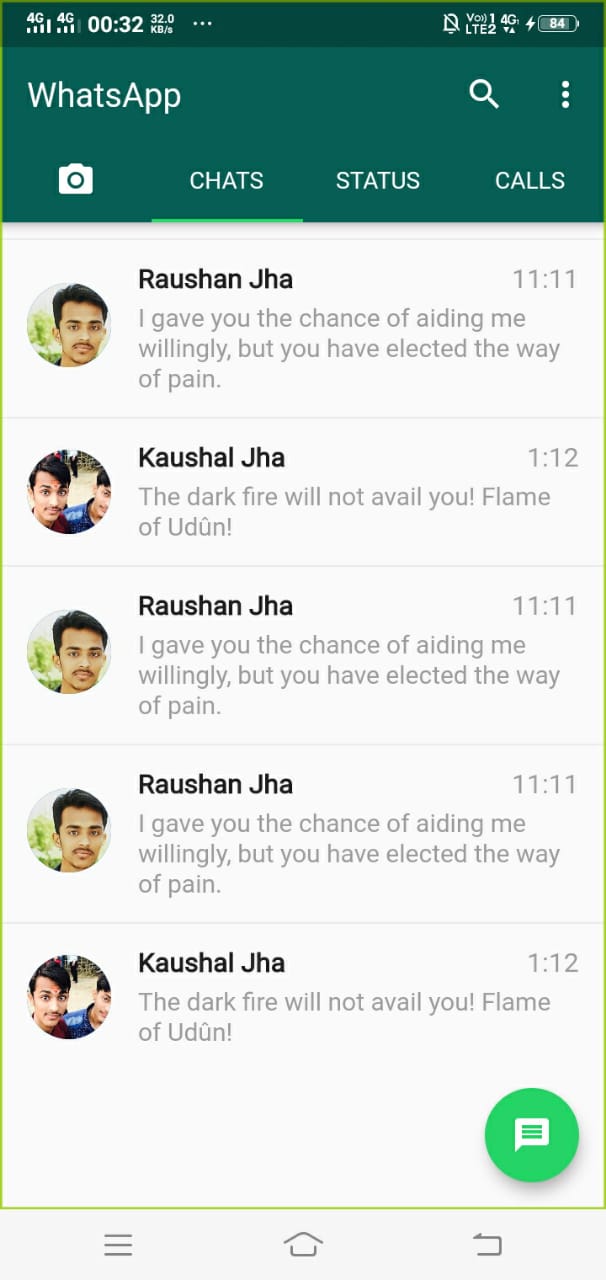 4G 4G 00:32 32.0 KB/s ... Vo)) 1 LTE2 4G 84
WhatsApp
CHATS STATUS CALLS
Raushan Jha 11:11
I gave you the chance of aiding me
willingly, but you have elected the way
of pain.
Kaushal Jha 1:12
The dark fire will not avail you! Flame
of Udûn!
Raushan Jha 11:11
I gave you the chance of aiding me
willingly, but you have elected the way
of pain.
Raushan Jha 11:11
I gave you the chance of aiding me
willingly, but you have elected the way
of pain.
Kaushal Jha 1:12
The dark fire will not avail you! Flame
of Udûn!